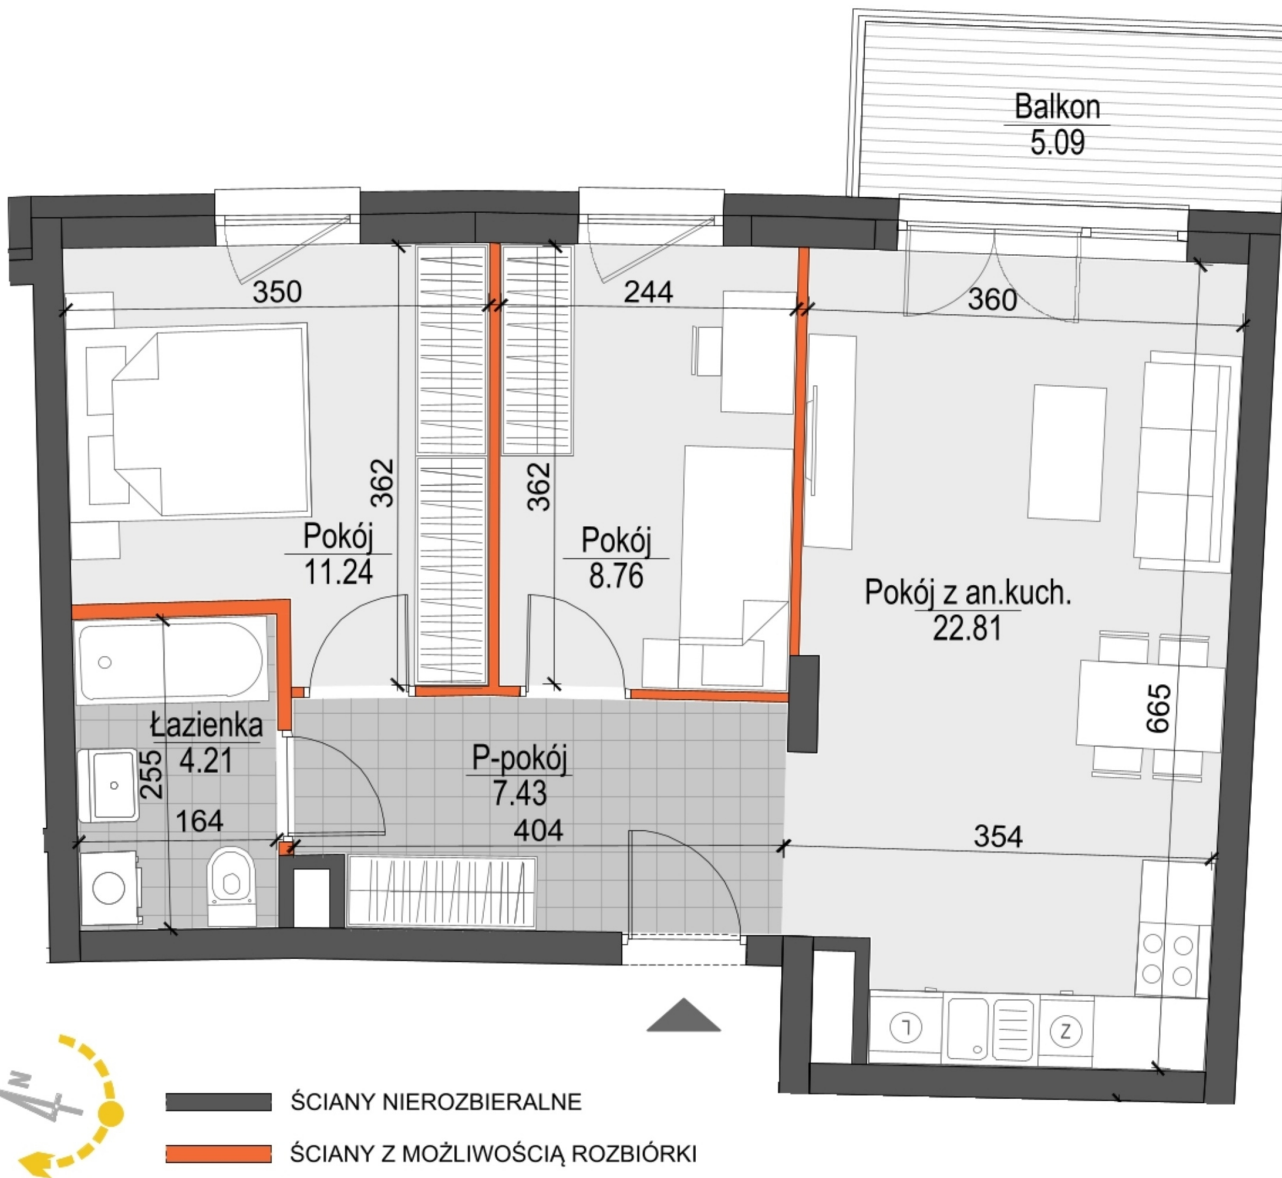 Balkon
5.09
350
244
360
362
362
Pokój
11.24
Pokój
8.76
Pokój z an.kuch.
22.81
665
Łazienka
4.21
255
164
P-pokój
7.43
404
354
L
Z
N
ŚCIANY NIEROZBIERALNE
ŚCIANY Z MOŻLIWOŚCIĄ ROZBIÓRKI